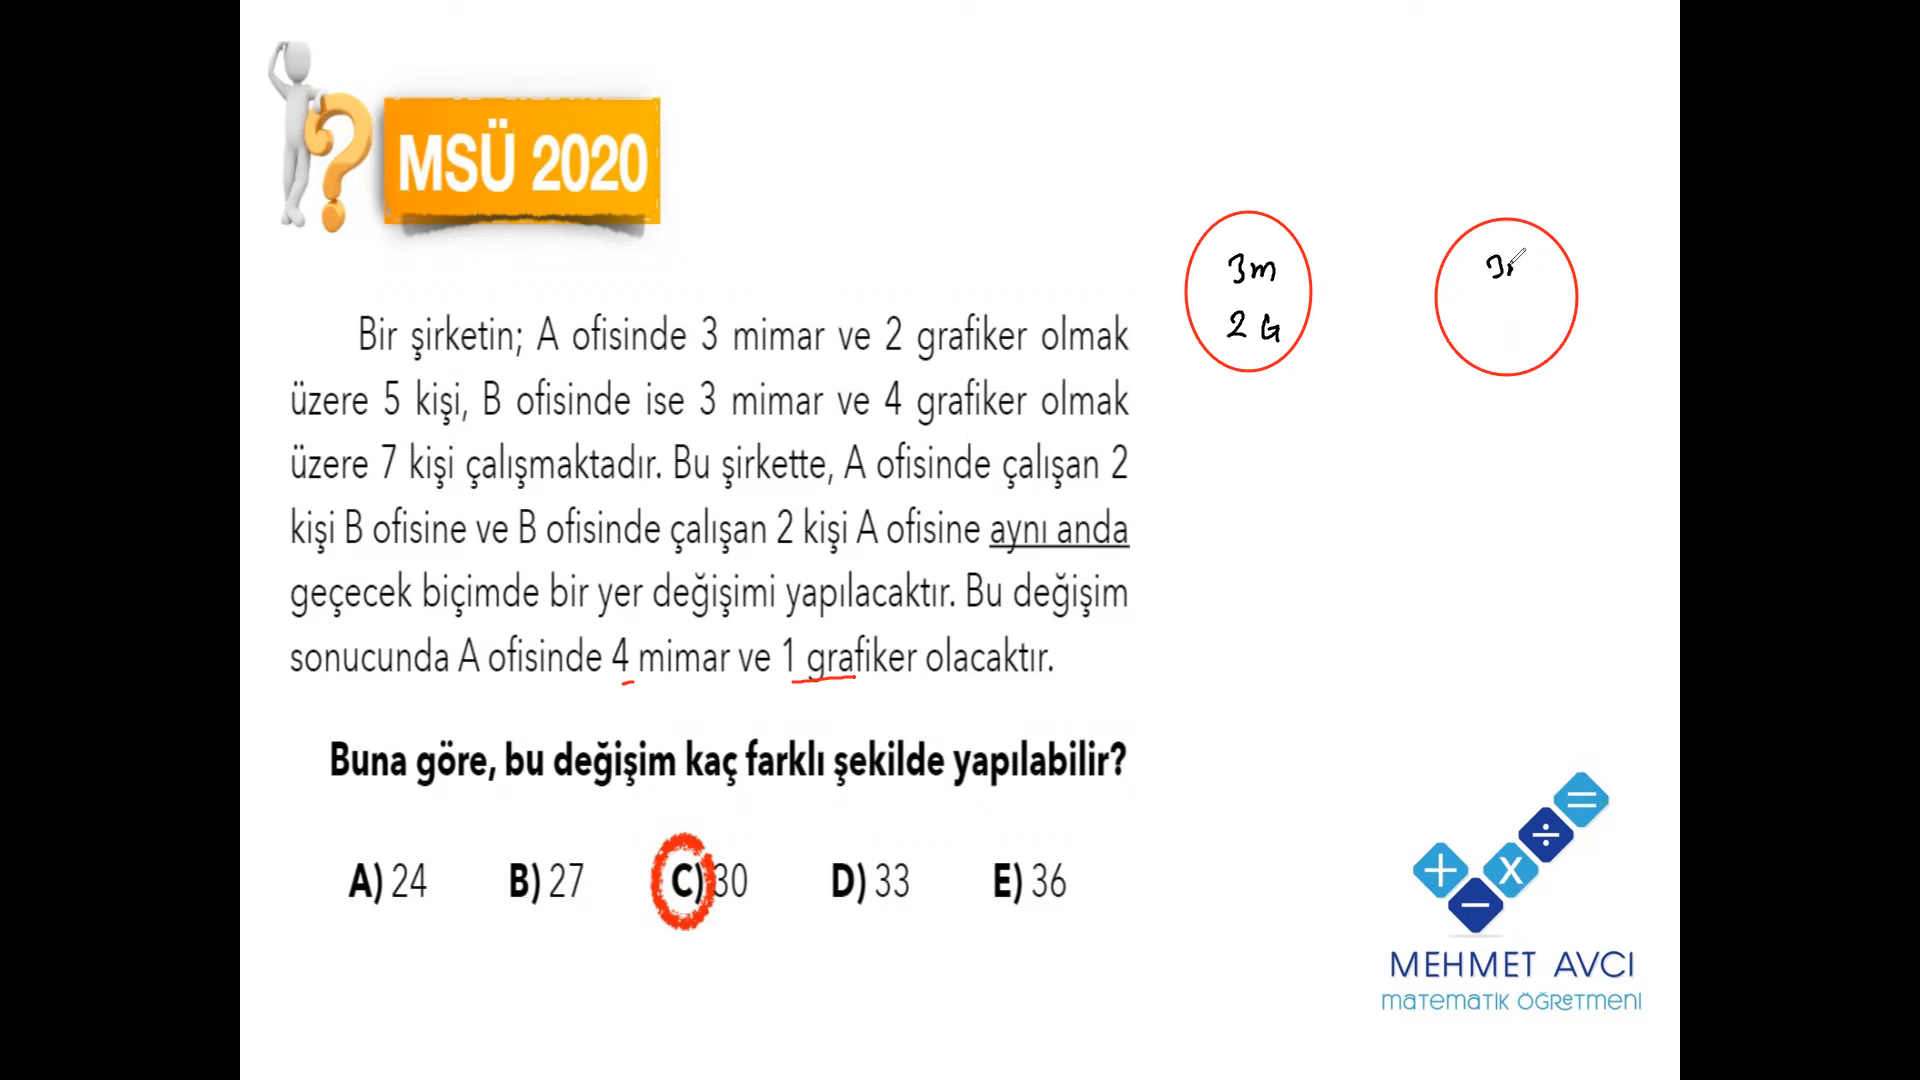 MSÜ 2020
3m
2 G
Bir şirketin; A ofisinde 3 mimar ve 2 grafiker olmak
üzere 5 kişi, B ofisinde ise 3 mimar ve 4 grafiker olmak
üzere 7 kişi çalışmaktadır. Bu şirkette, A ofisinde çalışan 2
kişi B ofisine ve B ofisinde çalışan 2 kişi A ofisine aynı anda
geçecek biçimde bir yer değişimi yapılacaktır. Bu değişim
sonucunda A ofisinde 4 mimar ve 1 grafiker olacaktır.
Buna göre, bu değişim kaç farklı şekilde yapılabilir?
A) 24 B) 27 C) 30 D) 33 E) 36
MEHMET AVCI
matematik öğretmeni